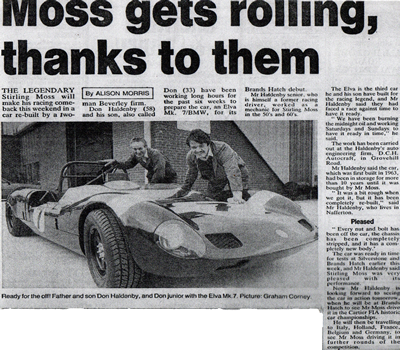 Moss gets rolling,
thanks to them
THE LEGENDARY
Stirling Moss will
make his racing come-
back this weekend in a
car re-built by a two-
By ALISON MORRIS
man Beverley firm.
Don Haldenby (58)
and his son, also called
Don (33) have been
working long hours for
the past six weeks to
prepare the car, an Elva
Mk. 7/BMW, for its
Brands Hatch debut.
Mr Haldenby senior, who
is himself a former racing
driver, worked as a
mechanic for Stirling Moss
in the 50's and 60's.
The Elva is the third car
he and his son have built for
the racing legend, and Mr
Haldenby said they had
faced a race against time to
have it ready.
"We have been burning
the midnight oil and working
Saturdays and Sundays to
have it ready in time," he
said.
The work has been carried
out at the Haldenby's auto
engineering firm, D.C.H.
Autocraft, in Grovehill
Road.
Mr Haldenby said the car,
which was first built in 1963,
had been in storage for more
than 10 years until it was
bought by Mr Moss.
"It was a bit rough when
we got it, but it has been
completely re-built," said
Mr Haldenby, who lives in
Nafferton.
Pleased
"Every nut and bolt has
been off the car, the chassis
has been completely
stripped, and it has a com-
pletely new body."
The car was ready in time
for tests at Silverstone and
Brands Hatch earlier this
week, and Mr Haldenby said
Stirling Moss was very
pleased with its
performance.
Now Mr Haldenby is
looking forward to seeing
the car in action tomorrow,
when he will be at Brands
Hatch to see Mr Moss drive
it in the Cartier FIA historic
car championships.
He will then be travelling
to Italy, Holland, France,
Belgium and Germany, to
see Mr Moss driving it in
further rounds of the
competition.
Ready for the off! Father and son Don Haldenby, and Don junior with the Elva Mk.7. Picture: Graham Corney